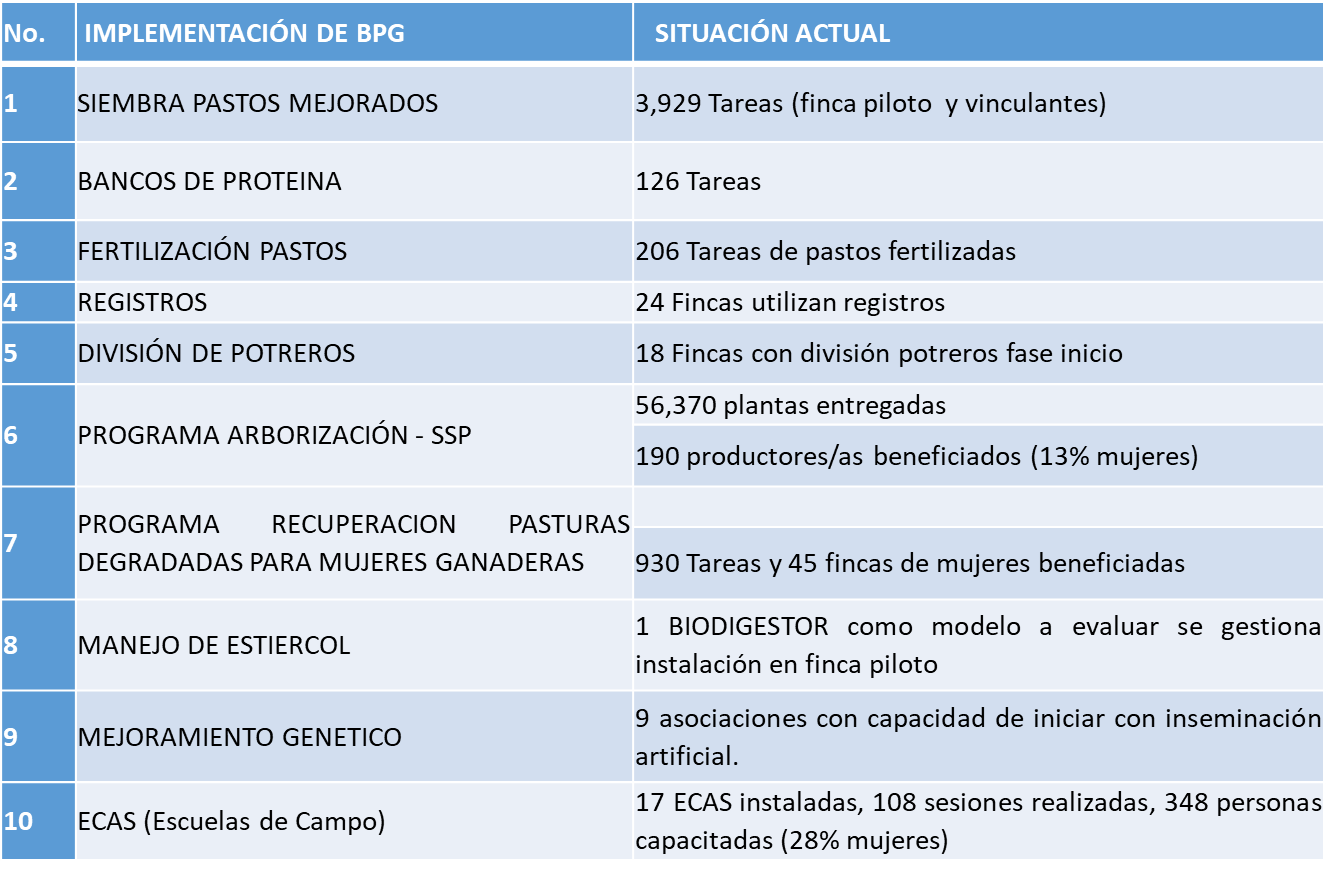 No. IMPLEMENTACIÓN DE BPG SITUACIÓN ACTUAL
1 SIEMBRA PASTOS MEJORADOS 3,929 Tareas (finca piloto y vinculantes)
2 BANCOS DE PROTEINA 126 Tareas
3 FERTILIZACIÓN PASTOS 206 Tareas de pastos fertilizadas
4 REGISTROS 24 Fincas utilizan registros
5 DIVISIÓN DE POTREROS 18 Fincas con división potreros fase inicio
6 PROGRAMA ARBORIZACIÓN - SSP
56,370 plantas entregadas
190 productores/as beneficiados (13% mujeres)
7
PROGRAMA RECUPERACION PASTURAS
DEGRADADAS PARA MUJERES GANADERAS
930 Tareas y 45 fincas de mujeres beneficiadas
8 MANEJO DE ESTIERCOL
1 BIODIGESTOR como modelo a evaluar se gestiona
instalación en finca piloto
9 MEJORAMIENTO GENETICO
9 asociaciones con capacidad de iniciar con inseminación
artificial.
10 ECAS (Escuelas de Campo)
17 ECAS instaladas, 108 sesiones realizadas, 348 personas
capacitadas (28% mujeres)